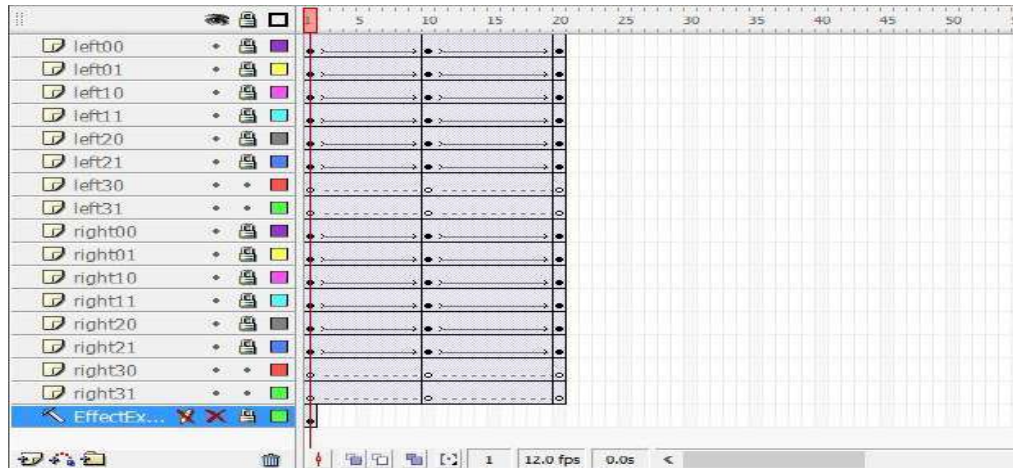 1 5 10 15 20 25 30 35 40 45 50
left00
left01
left10
left11
left20
left21
left30
left31
right00
right01
right10
right11
right20
right21
right30
right31
EffectEx...
1 12.0 fps 0.0s